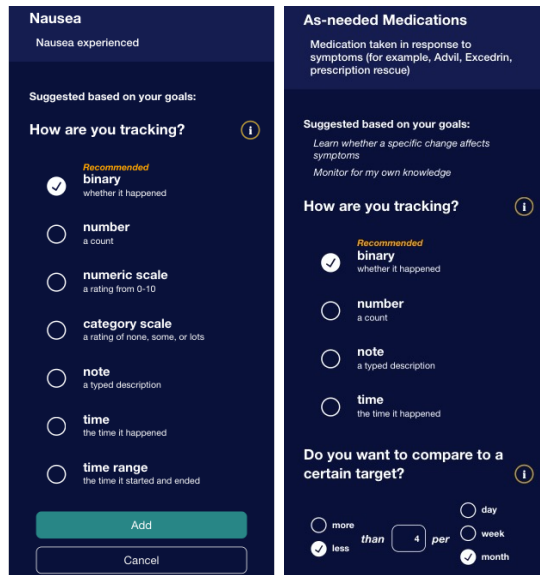 Nausea
Nausea experienced
Suggested based on your goals:
How are you tracking?
i
Recommended
binary
whether it happened
number
a count
numeric scale
a rating from 0-10
category scale
a rating of none, some, or lots
note
a typed description
time
the time it happened
time range
the time it started and ended
Add
Cancel
As-needed Medications
Medication taken in response to
symptoms (for example, Advil, Excedrin,
prescription rescue)
Suggested based on your goals:
Learn whether a specific change affects
symptoms
Monitor for my own knowledge
How are you tracking?
i
Recommended
binary
whether it happened
number
a count
note
a typed description
time
the time it happened
Do you want to compare to a
certain target?
i
more
less
than
4
per
day
week
month